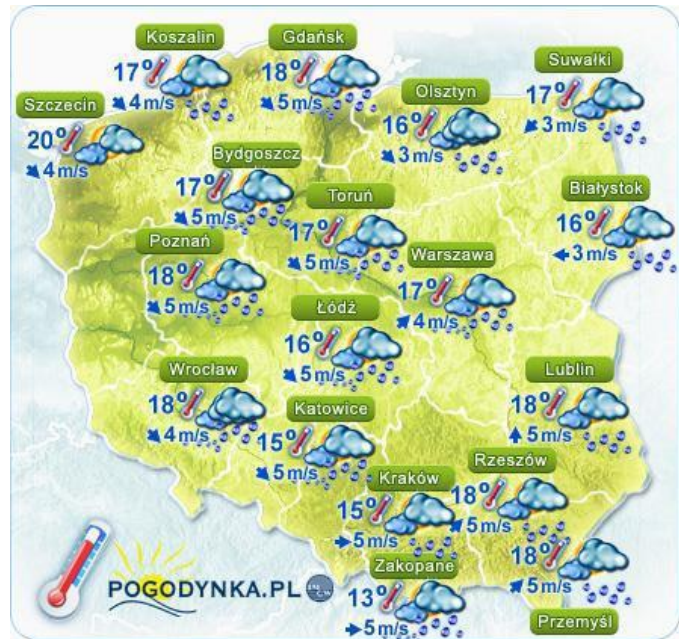 Koszalin
17°
4 m/s
Gdańsk
18°
5 m/s
Suwałki
17°
3 m/s
Szczecin
20°
4 m/s
Olsztyn
16°
3 m/s
Bydgoszcz
17°
5 m/s
Toruń
17°
5 m/s
Białystok
16°
3 m/s
Poznań
18°
5 m/s
Warszawa
17°
4 m/s
Łódź
16°
5 m/s
Wrocław
18°
4 m/s
Lublin
18°
5 m/s
Katowice
15°
5 m/s
Kraków
15°
5 m/s
Rzeszów
18°
5 m/s
Zakopane
13°
5 m/s
18°
5 m/s
Przemyśl
POGODYNKA.PL